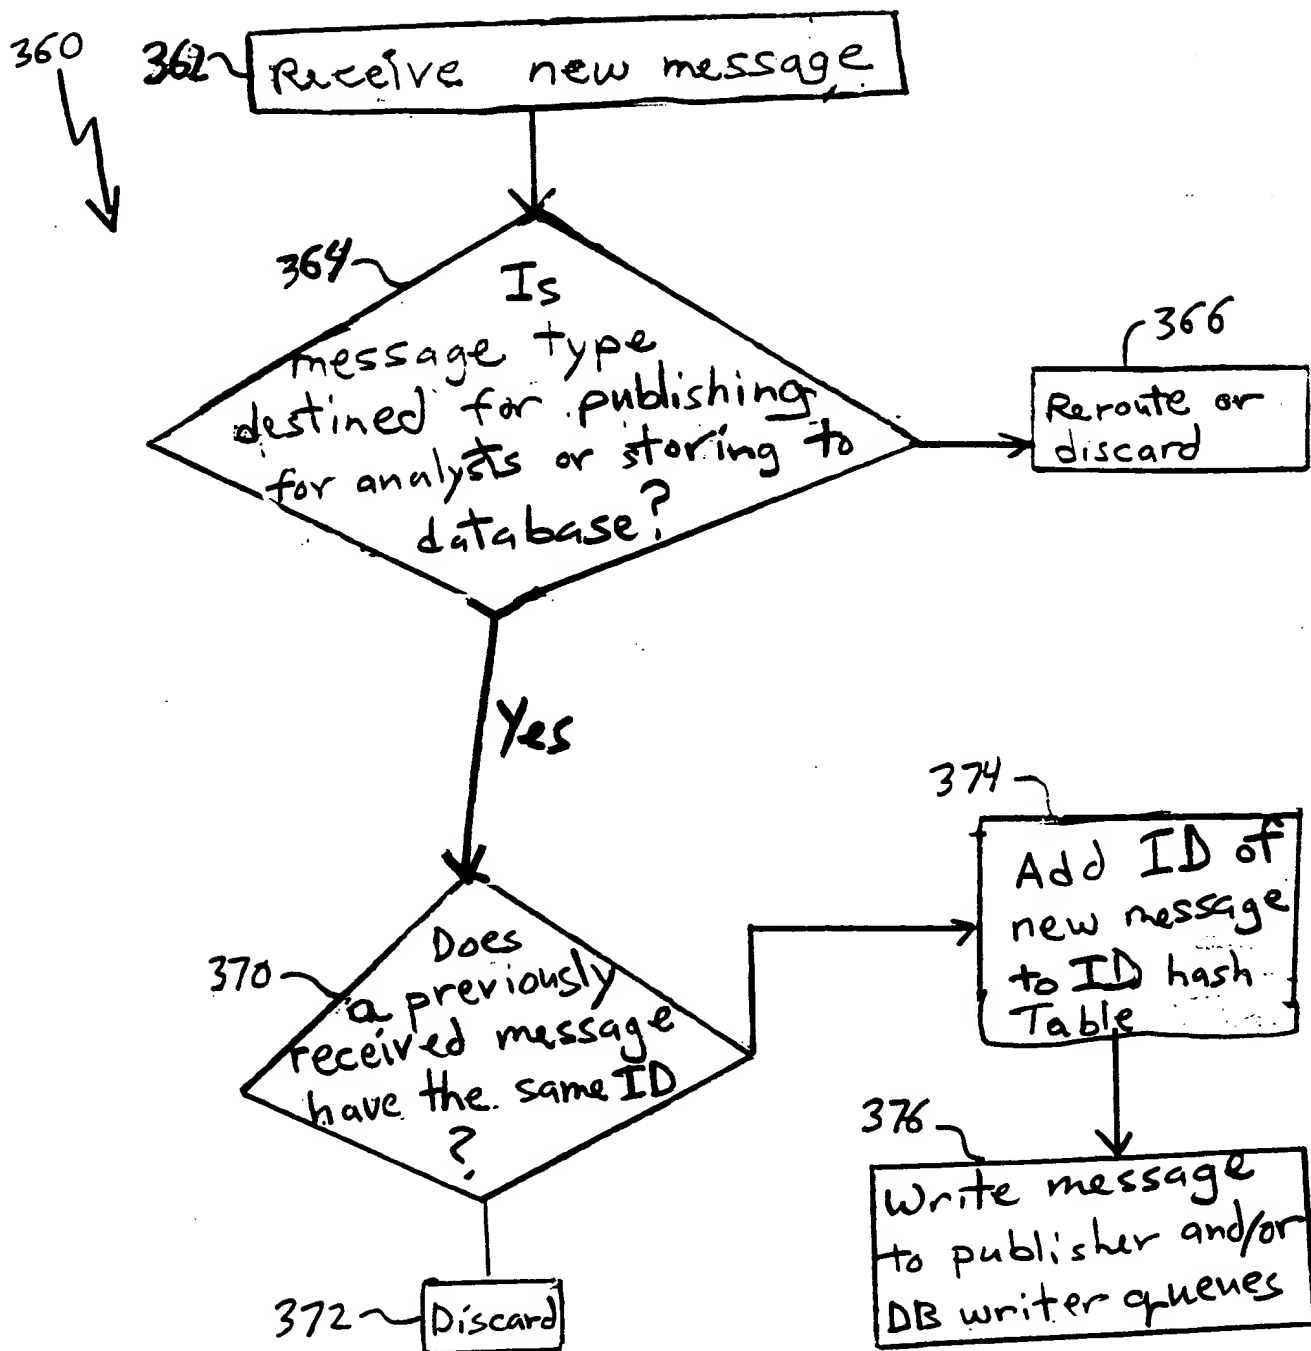 360
362
Receive new message
364
Is
message type
destined for publishing
for analysts or storing to
database?
366
Reroute or
discard
Yes
370
Does
a previously
received message
have the same ID
?
374
Add ID of
new message
to ID hash
Table
376
Write message
to publisher and/or
DB writer queues
372
Discard